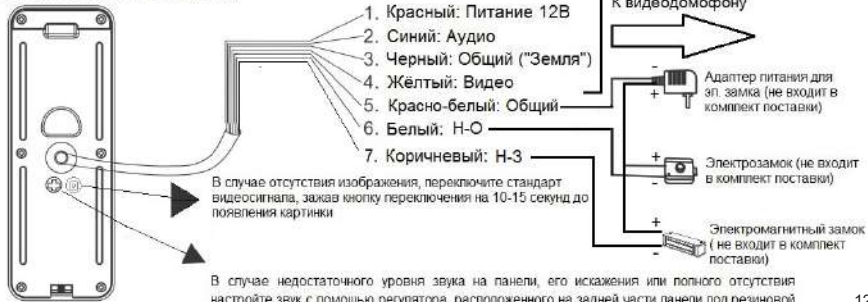 К видеодомофону
1. Красный: Питание 12В
2. Синий: Аудио
3. Черный: Общий ("Земля")
4. Жёлтый: Видео
5. Красно-белый: Общий
6. Белый: Н-О
7. Коричневый: Н-З
-
+
Адаптер питания для
эл. замка (не входит в
комплект поставки)
+
-
Электрозамок (не входит
в комплект поставки)
+
-
Электромагнитный замок
( не входит в комплект
поставки)
В случае отсутствия изображения, переключите стандарт
видеосигнала, зажав кнопку переключения на 10-15 секунд до
появления картинки
В случае недостаточного уровня звука на панели, его искажения или полного отсутствия
настройте звук с помощью регулятора, расположенного на задней части панели под резиновой